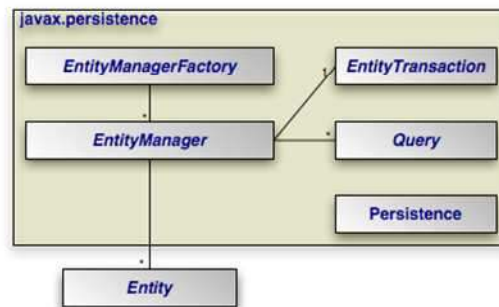 javax.persistence
EntityManagerFactory
EntityTransaction
1
*
EntityManager
*
Query
Persistence
*
Entity